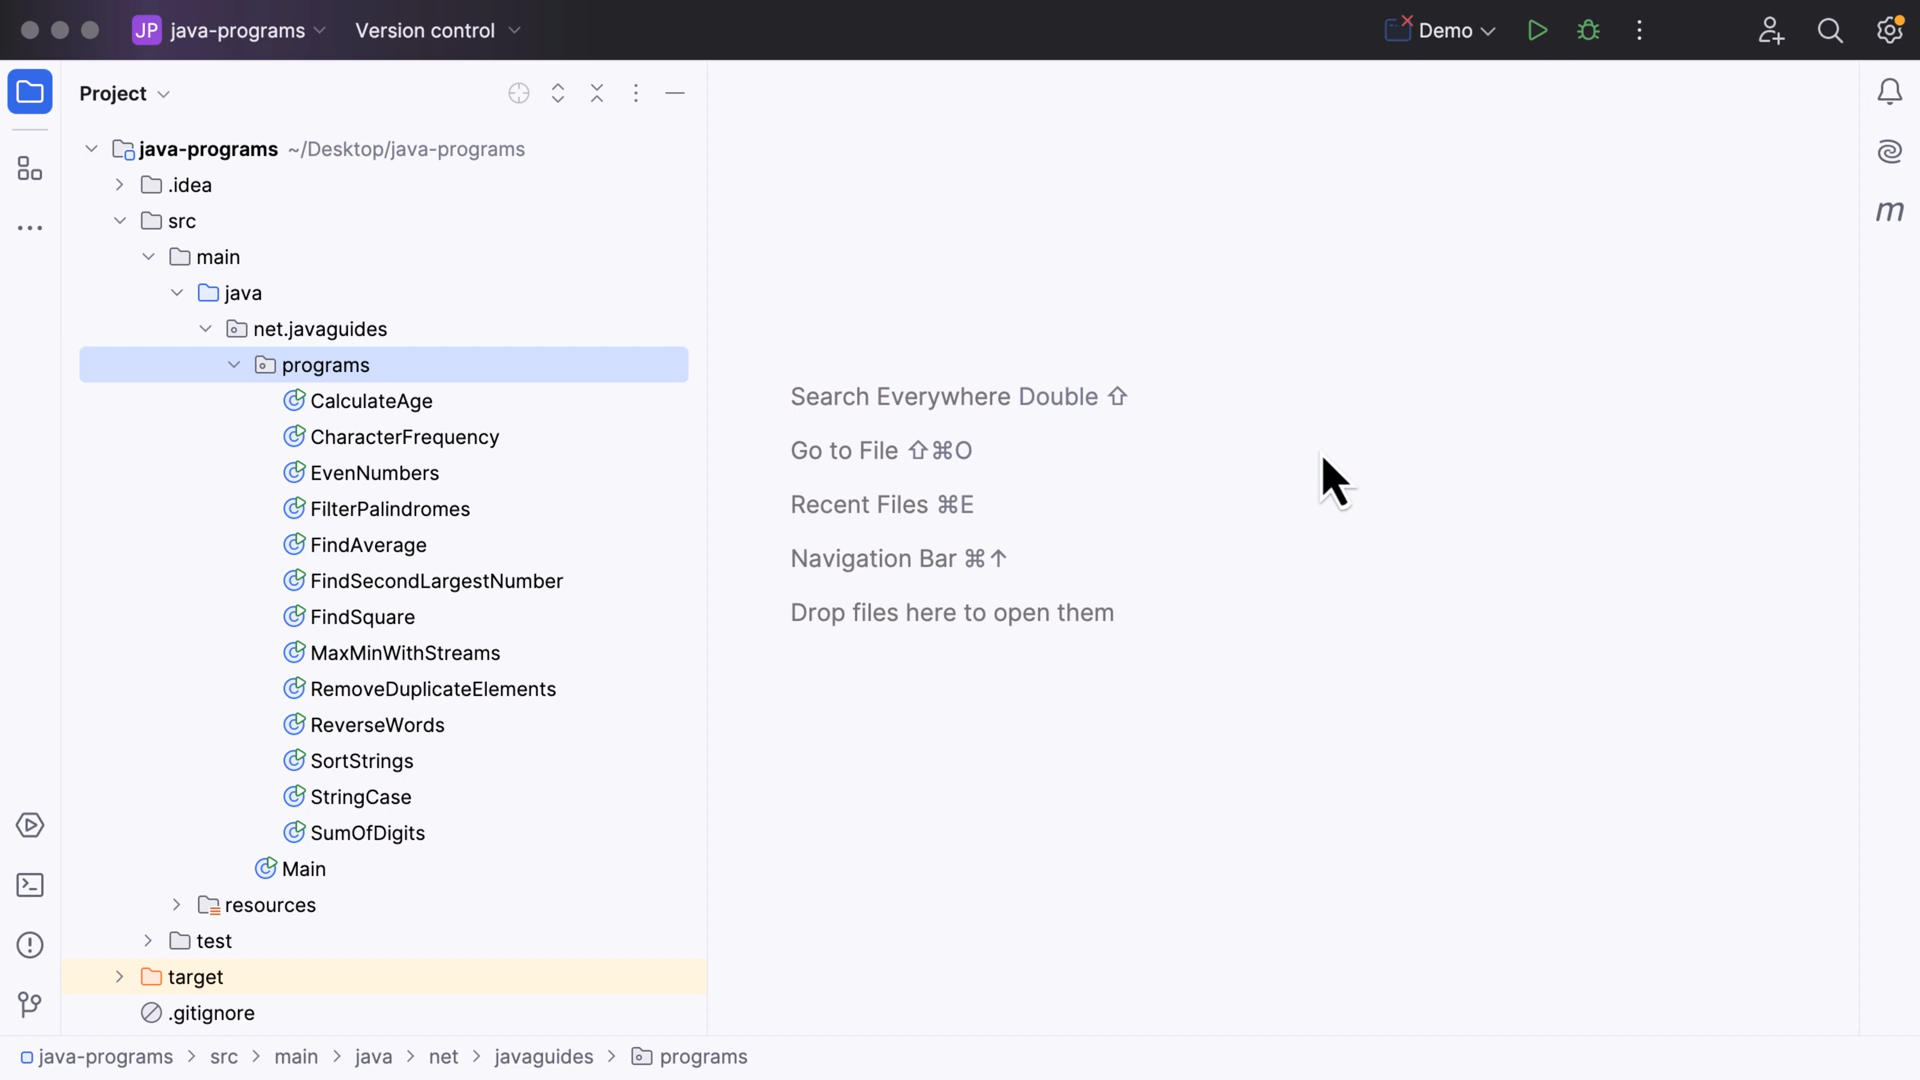 JP java-programs Version control Demo
Project
java-programs ~/Desktop/java-programs
.idea
src
main
java
net.javaguides
programs
CalculateAge
CharacterFrequency
EvenNumbers
FilterPalindromes
FindAverage
FindSecondLargestNumber
FindSquare
MaxMinWithStreams
RemoveDuplicateElements
ReverseWords
SortStrings
StringCase
SumOfDigits
Main
resources
test
target
.gitignore
Search Everywhere Double ⇧
Go to File ⇧⌘O
Recent Files ⌘E
Navigation Bar ⌘↑
Drop files here to open them
m
java-programs > src > main > java > net > javaguides > programs